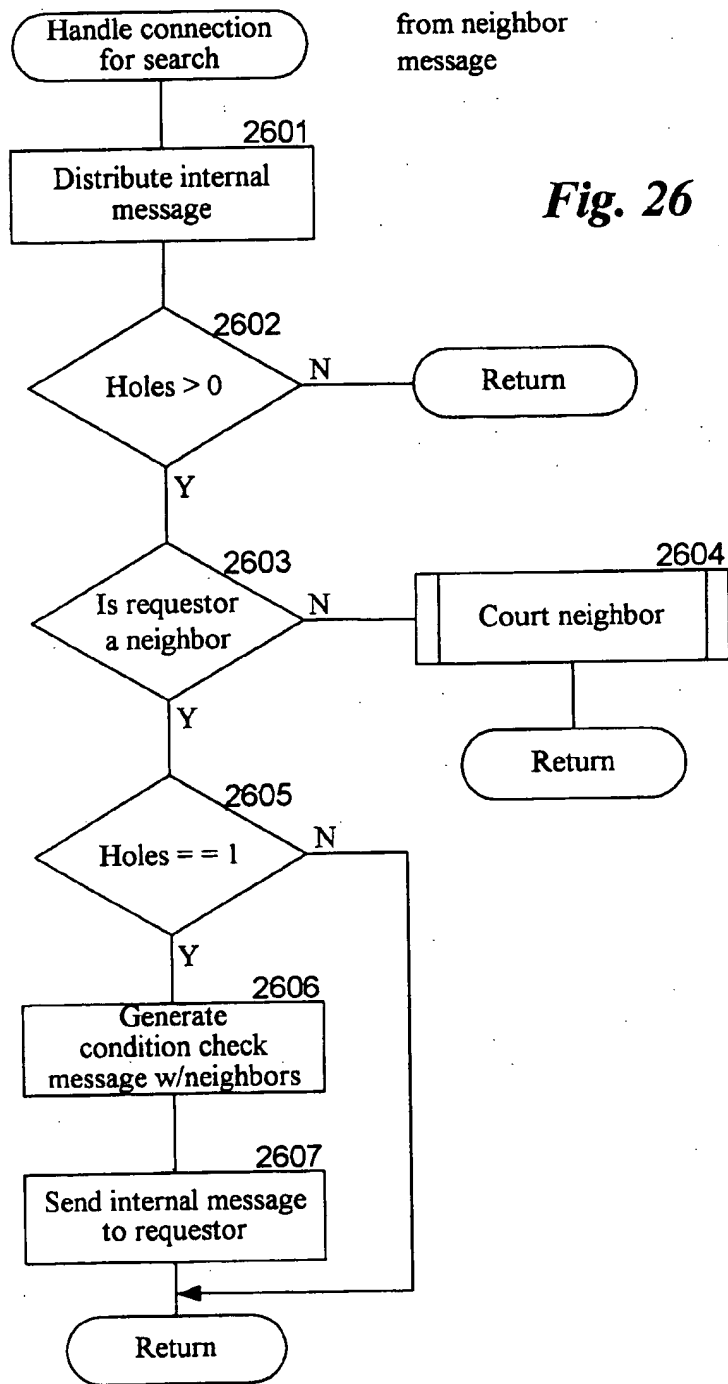 Handle connection
for search
from neighbor
message
2601
Distribute internal
message
Fig. 26
2602
Holes > 0
N
Return
Y
2603
Is requestor
a neighbor
N
2604
Court neighbor
Y
Return
2605
Holes = = 1
N
Y
2606
Generate
condition check
message w/neighbors
2607
Send internal message
to requestor
Return